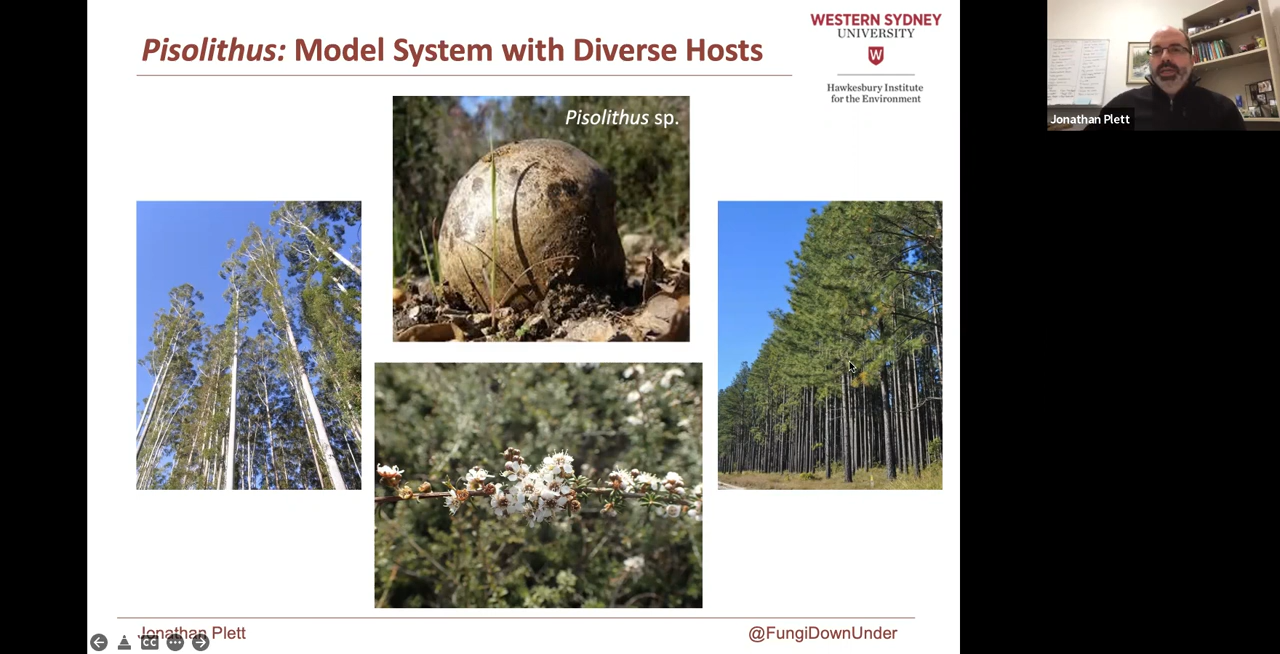 Pisolithus: Model System with Diverse Hosts
WESTERN SYDNEY
UNIVERSITY
W
Hawkesbury Institute
for the Environment
Pisolithus sp.
Jonathan Plett
Jonathan Plett
@FungiDownUnder
CC